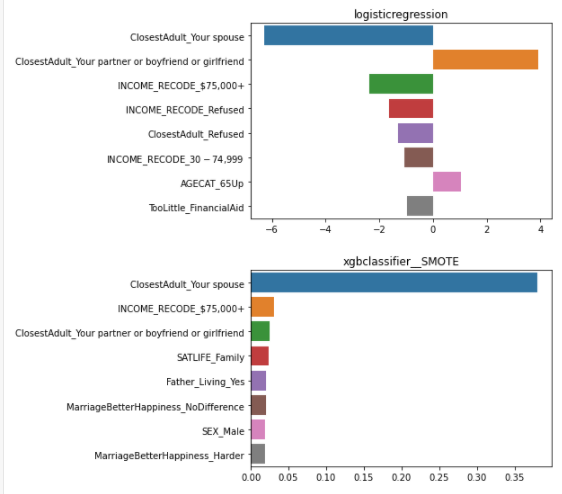 logisticregression
ClosestAdult_Your spouse
ClosestAdult_Your partner or boyfriend or girlfriend
INCOME_RECODE_$75,000+
INCOME_RECODE_Refused
ClosestAdult_Refused
INCOME_RECODE_30 − 74,999
AGECAT_65Up
TooLittle_FinancialAid
−6 −4 −2 0 2 4
xgbclassifier__SMOTE
ClosestAdult_Your spouse
INCOME_RECODE_$75,000+
ClosestAdult_Your partner or boyfriend or girlfriend
SATLIFE_Family
Father_Living_Yes
MarriageBetterHappiness_NoDifference
SEX_Male
MarriageBetterHappiness_Harder
0.00 0.05 0.10 0.15 0.20 0.25 0.30 0.35